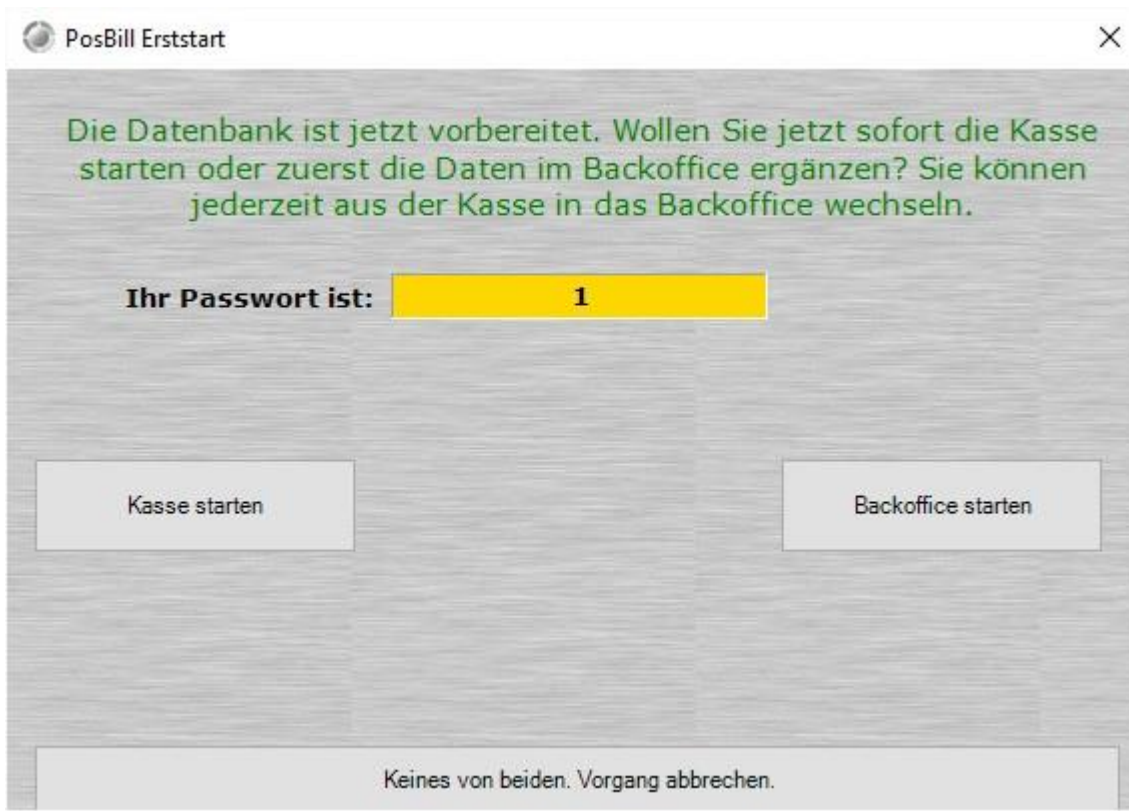 PosBill Erststart
Die Datenbank ist jetzt vorbereitet. Wollen Sie jetzt sofort die Kasse
starten oder zuerst die Daten im Backoffice ergänzen? Sie können
jederzeit aus der Kasse in das Backoffice wechseln.
Ihr Passwort ist: 1
Kasse starten
Backoffice starten
Keines von beiden. Vorgang abbrechen.